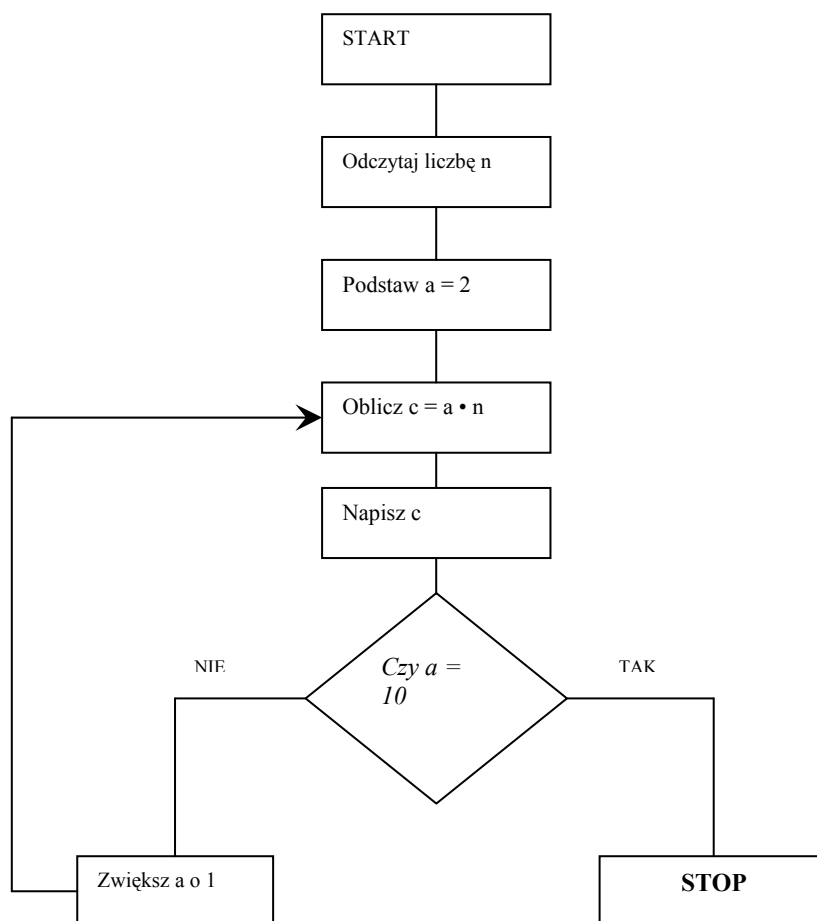 START
Odczytaj liczbę n
Podstaw a = 2
Oblicz c = a • n
Napisz c
Czy a =
10
NIE
TAK
Zwiększ a o 1
STOP